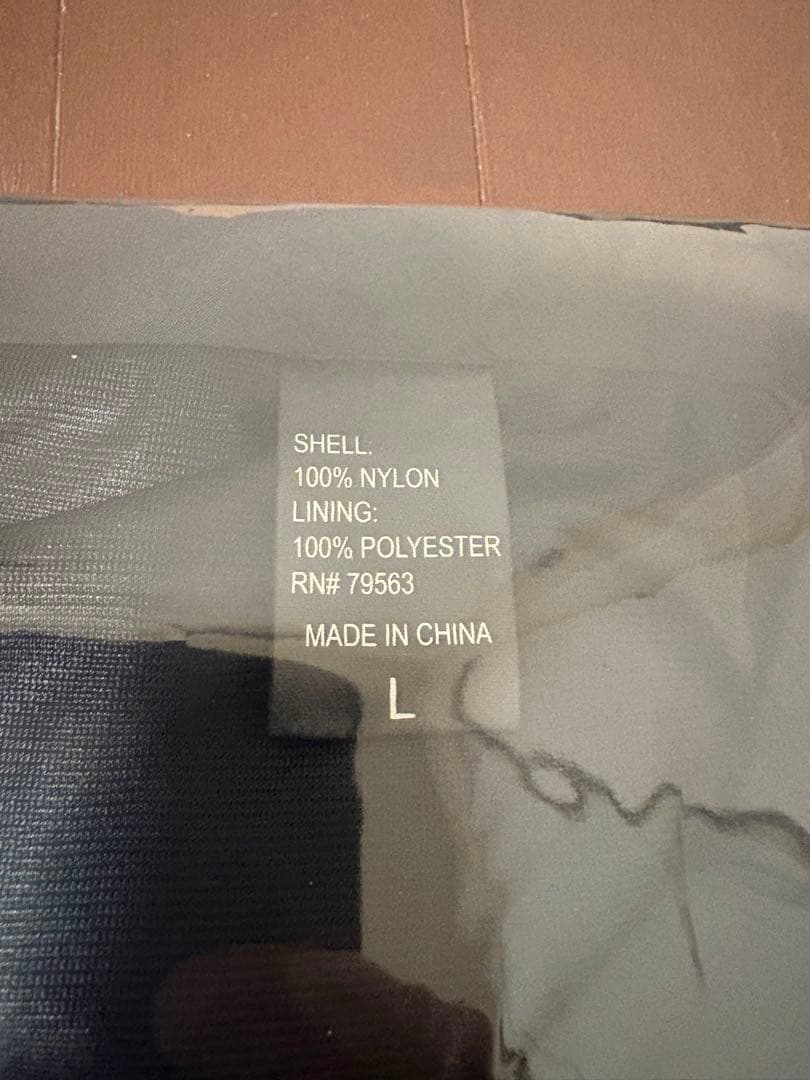 SHELL.
100% NYLON
LINING:
100% POLYESTER
RN# 79563
MADE IN CHINA
L